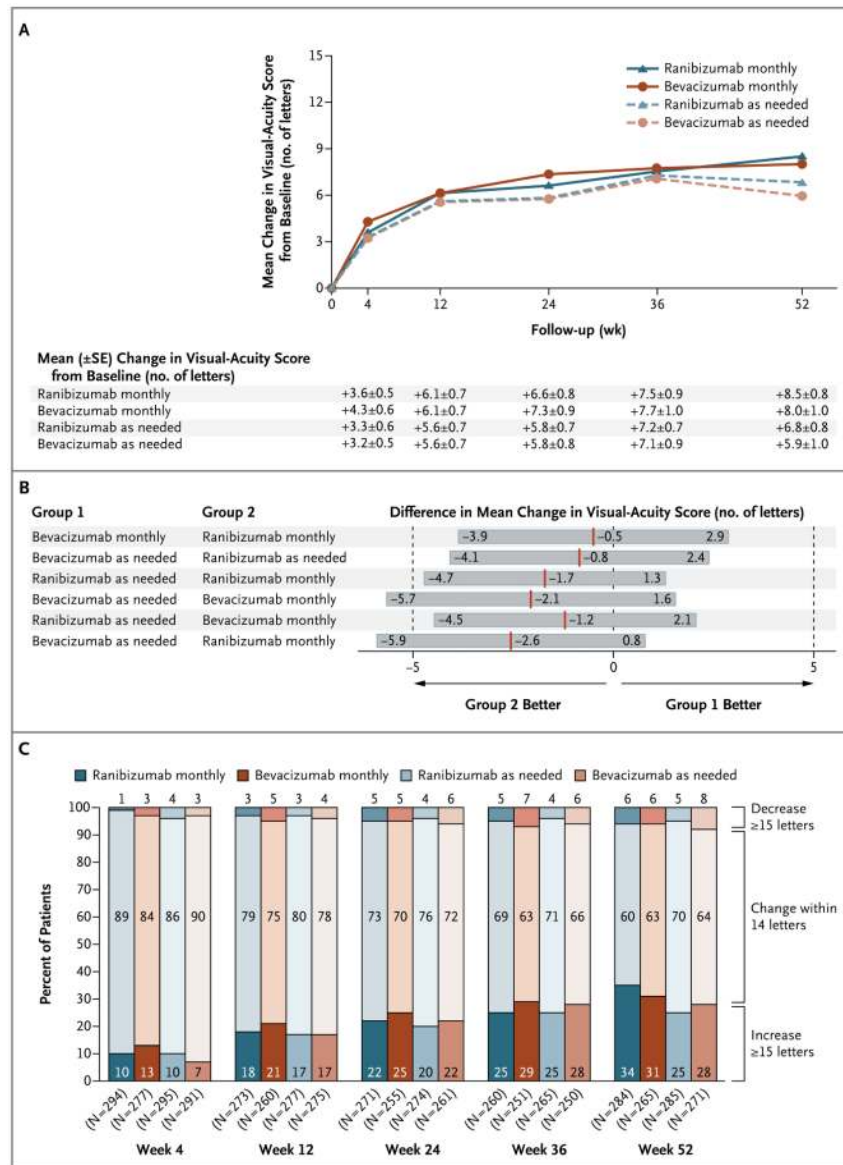 A
15
12
9
6
3
0
Mean Change in Visual-Acuity Score
from Baseline (no. of letters)
Ranibizumab monthly
Bevacizumab monthly
Ranibizumab as needed
Bevacizumab as needed
0 4 12 24 36 52
Follow-up (wk)
Mean (±SE) Change in Visual-Acuity Score
from Baseline (no. of letters)
Ranibizumab monthly +3.6±0.5 +6.1±0.7 +6.6±0.8 +7.5±0.9 +8.5±0.8
Bevacizumab monthly +4.3±0.6 +6.1±0.7 +7.3±0.9 +7.7±1.0 +8.0±1.0
Ranibizumab as needed +3.3±0.6 +5.6±0.7 +5.8±0.7 +7.2±0.7 +6.8±0.8
Bevacizumab as needed +3.2±0.5 +5.6±0.7 +5.8±0.8 +7.1±0.9 +5.9±1.0
B
Group 1 Group 2 Difference in Mean Change in Visual-Acuity Score (no. of letters)
Bevacizumab monthly Ranibizumab monthly −3.9 −0.5 2.9
Bevacizumab as needed Ranibizumab as needed −4.1 −0.8 2.4
Ranibizumab as needed Ranibizumab monthly −4.7 −1.7 1.3
Bevacizumab as needed Bevacizumab monthly −5.7 −2.1 1.6
Ranibizumab as needed Bevacizumab monthly −4.5 −1.2 2.1
Bevacizumab as needed Ranibizumab monthly −5.9 −2.6 0.8
−5 0 5
Group 2 Better Group 1 Better
C
Ranibizumab monthly Bevacizumab monthly Ranibizumab as needed Bevacizumab as needed
1 3 4 3 3 5 3 4 5 5 4 6 5 7 4 6 6 6 5 8
100
90
80
70
60
50
40
30
20
10
0
Percent of Patients
Decrease
≥15 letters
89 84 86 90 79 75 80 78 73 70 76 72 69 63 71 66 60 63 70 64
Change within
14 letters
Increase
≥15 letters
10 13 10 7 18 21 17 17 22 25 20 22 25 29 25 28 34 31 25 28
(N=294) (N=277) (N=295) (N=291) (N=273) (N=260) (N=277) (N=275) (N=271) (N=255) (N=274) (N=261) (N=260) (N=251) (N=265) (N=250) (N=284) (N=265) (N=285) (N=271)
Week 4 Week 12 Week 24 Week 36 Week 52